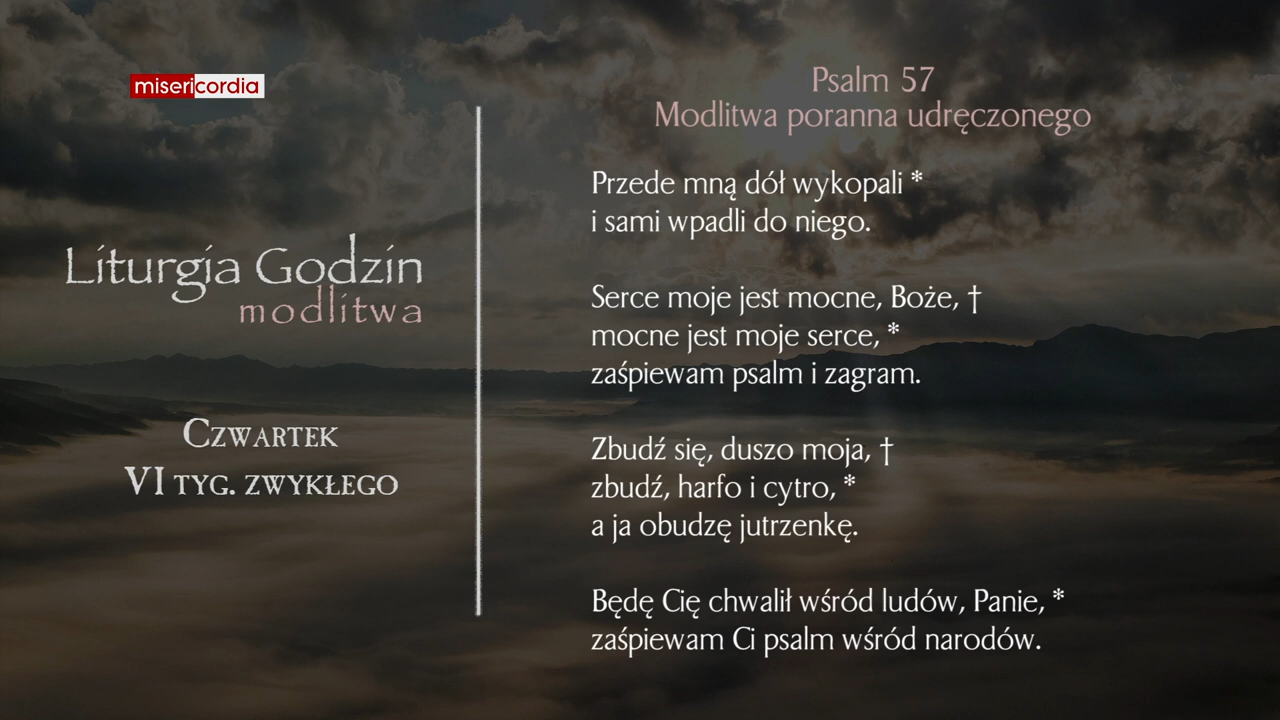 misericordia
Liturgia Godzin
modlitwa
Czwartek
VI tyg. zwykłego
Psalm 57
Modlitwa poranna udręczonego
Przede mną dół wykopali *
i sami wpadli do niego.
Serce moje jest mocne, Boże, †
mocne jest moje serce, *
zaśpiewam psalm i zagram.
Zbudź się, duszo moja, †
zbudź, harfo i cytro, *
a ja obudzę jutrzenkę.
Będę Cię chwalił wśród ludów, Panie, *
zaśpiewam Ci psalm wśród narodów.